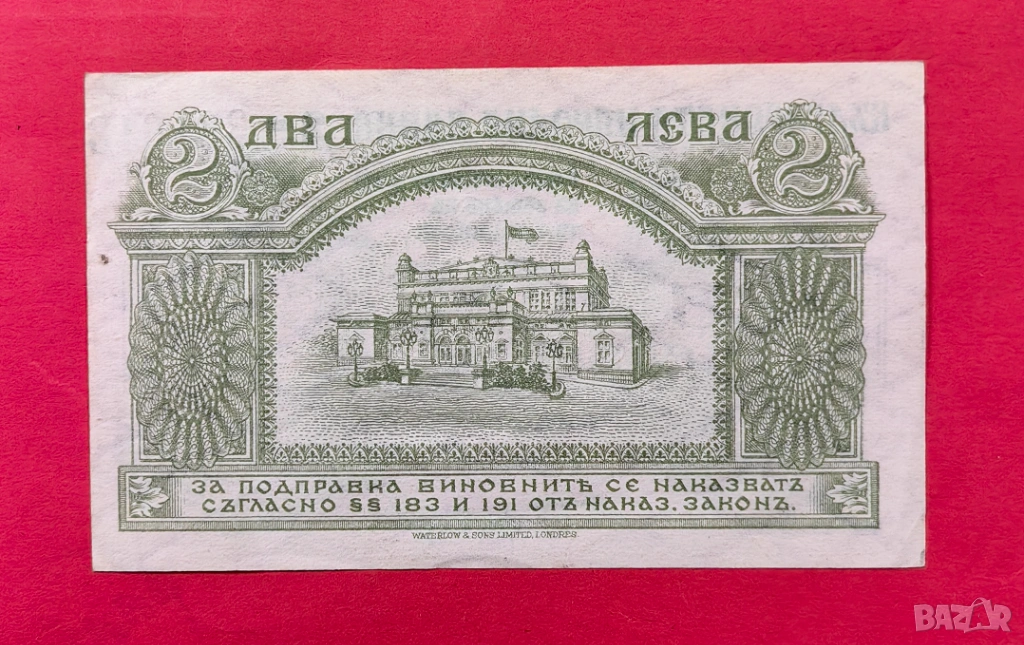 2 ДВА ЛЕВА 2
ЗА ПОДПРАВКА ВИНОВНИТѢ СЕ НАКАЗВАТЪ
СЪГЛАСНО §§ 183 И 191 ОТЪ НАКАЗ. ЗАКОНЪ.
WATERLOW & SONS LIMITED, LONDRES.
BAZAR